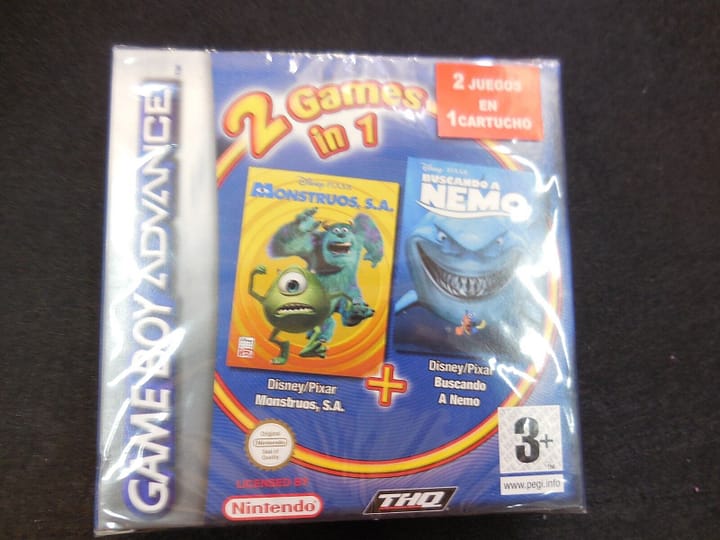 GAME BOY ADVANCE
TM
2 Games
in 1
2 JUEGOS
EN
1 CARTUCHO
Disney PIXAR
MONSTRUOS, S.A.
Disney PIXAR
BUSCANDO A
NEMO
Disney/Pixar
Monstruos, S.A.
+
Disney/Pixar
Buscando
A Nemo
Original
Nintendo
Seal of
Quality
LICENSED BY
Nintendo
THQ
3+
TM
www.pegi.info